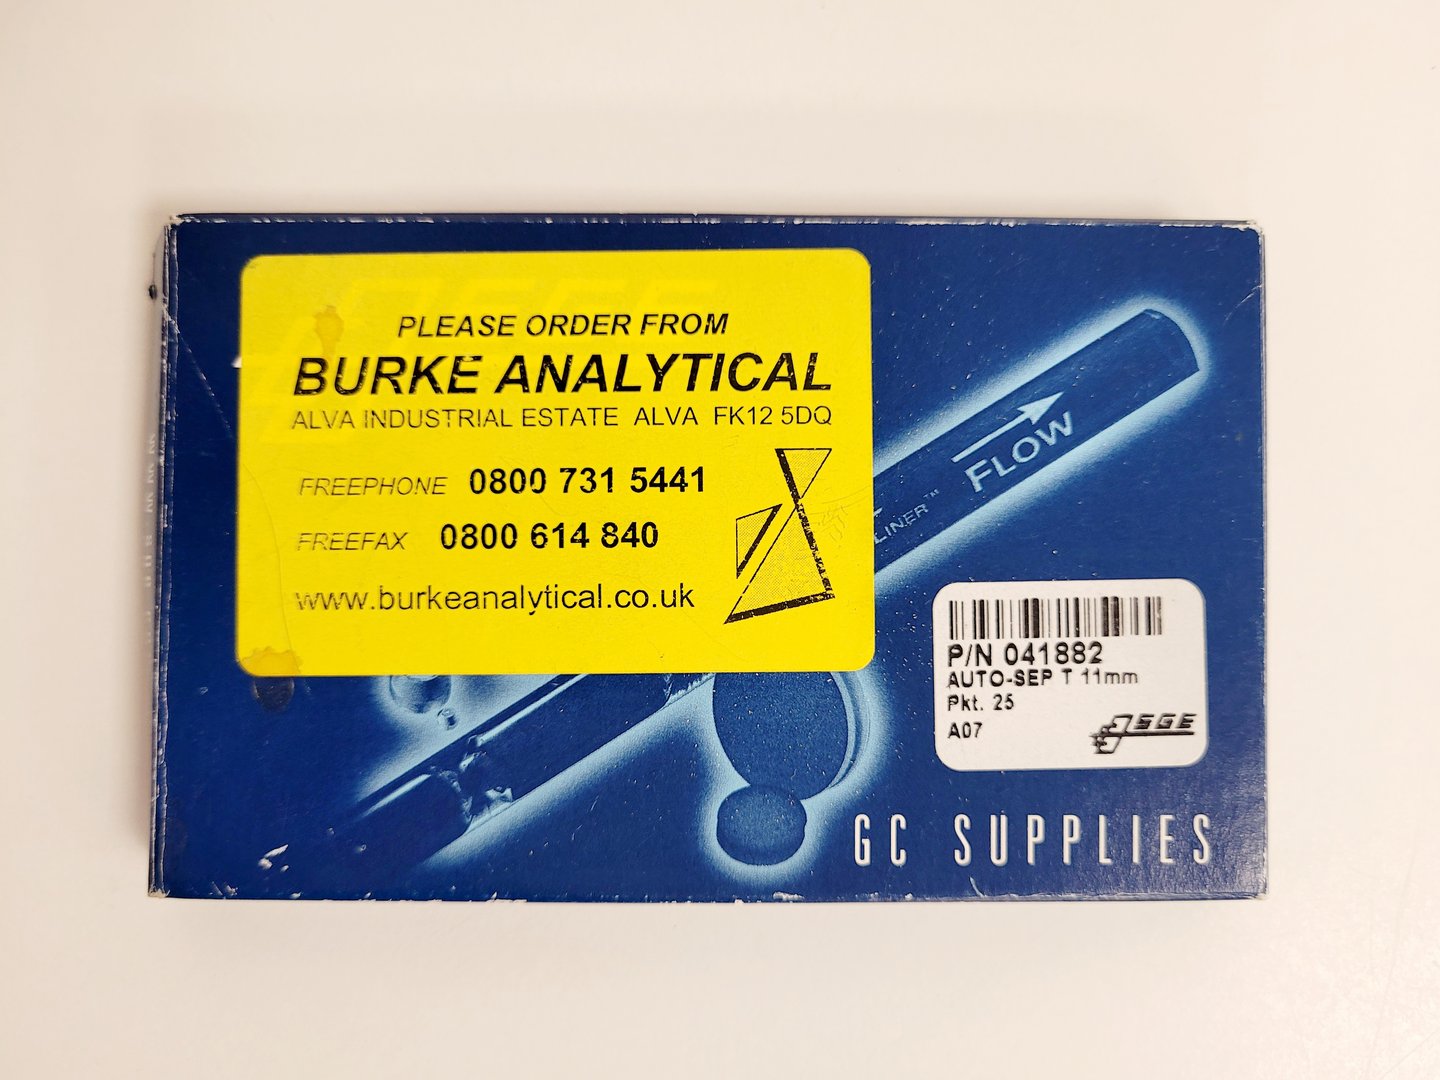 PLEASE ORDER FROM
BURKE ANALYTICAL
ALVA INDUSTRIAL ESTATE ALVA FK12 5DQ
FREEPHONE 0800 731 5441
FREEFAX 0800 614 840
www.burkeanalytical.co.uk
FLOW
LINER™
P/N 041882
AUTO-SEP T 11mm
Pkt. 25
A07
SGE
GC SUPPLIES